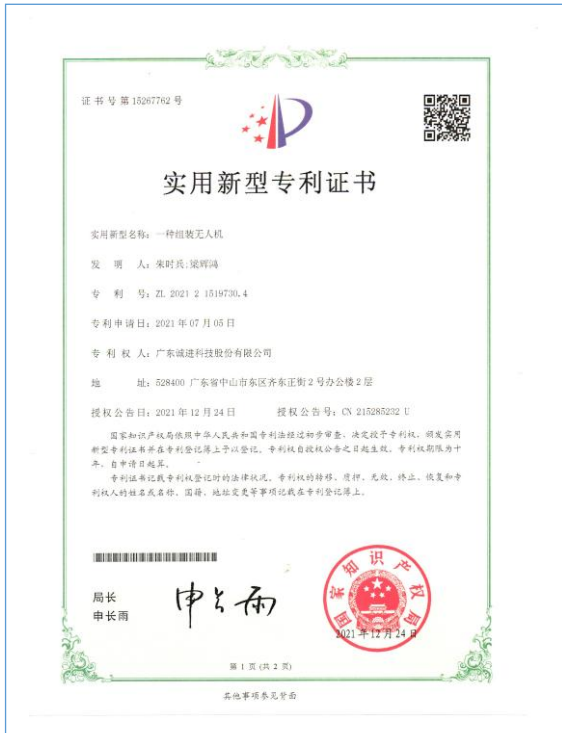 证书号第15267762号
实用新型专利证书
实用新型名称：一种组装无人机
发 明 人：朱时兵;梁辉鸿
专 利 号：ZL 2021 2 1519730.4
专利申请日：2021年07月05日
专 利 权 人：广东诚进科技股份有限公司
地 址：528400 广东省中山市东区齐东正街2号办公楼2层
授权公告日：2021年12月24日 授权公告号：CN 215285232 U
国家知识产权局依照中华人民共和国专利法经过初步审查，决定授予专利权，颁发实用
新型专利证书并在专利登记簿上予以登记。专利权自授权公告之日起生效。专利权期限为十
年，自申请日起算。
专利证书记载专利权登记时的法律状况。专利权的转移、质押、无效、终止、恢复和专
利权人的姓名或名称、国籍、地址变更等事项记载在专利登记簿上。
局长
申长雨
申长雨
国家知识产权局
2021年12月24日
第 1 页 (共 2 页)
其他事项参见背面